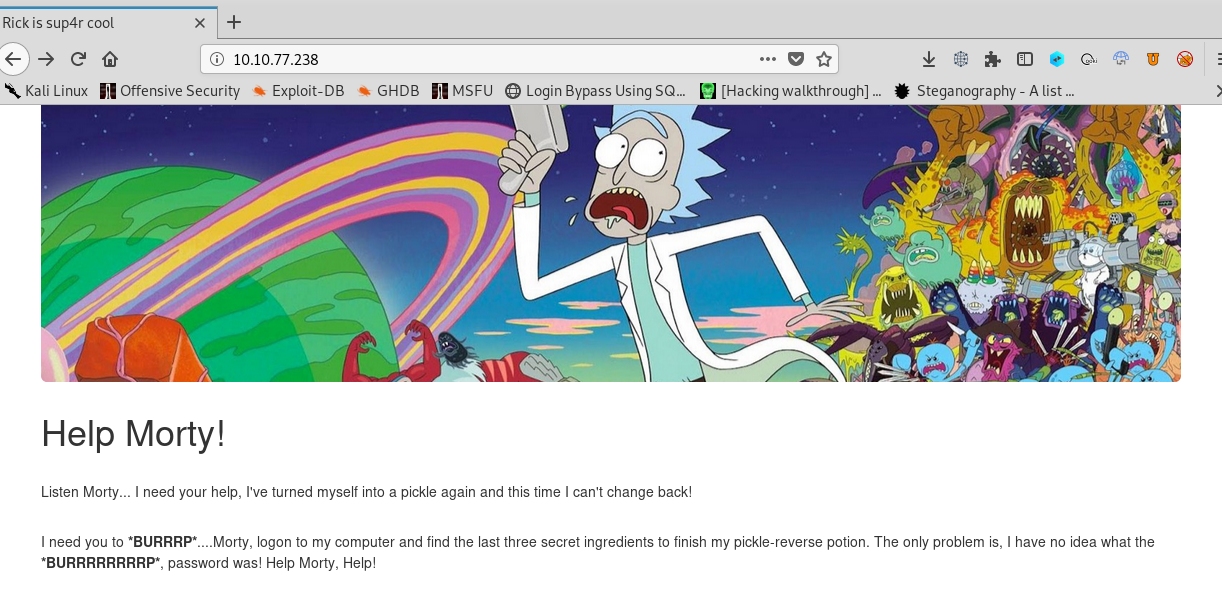 Rick is sup4r cool
10.10.77.238
Kali Linux Offensive Security Exploit-DB GHDB MSFU Login Bypass Using SQ... [Hacking walkthrough] ... Steganography - A list ...
Help Morty!
Listen Morty... I need your help, I've turned myself into a pickle again and this time I can't change back!
I need you to *BURRRP*....Morty, logon to my computer and find the last three secret ingredients to finish my pickle-reverse potion. The only problem is, I have no idea what the
*BURRRRRRRRP*, password was! Help Morty, Help!